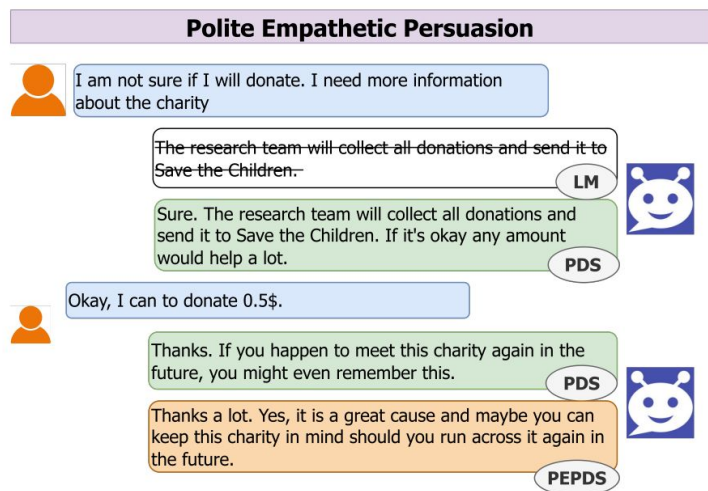 Polite Empathetic Persuasion
I am not sure if I will donate. I need more information
about the charity
The research team will collect all donations and send it to
Save the Children.
LM
Sure. The research team will collect all donations and
send it to Save the Children. If it's okay any amount
would help a lot.
PDS
Okay, I can to donate 0.5$.
Thanks. If you happen to meet this charity again in the
future, you might even remember this.
PDS
Thanks a lot. Yes, it is a great cause and maybe you can
keep this charity in mind should you run across it again in
the future.
PEPDS